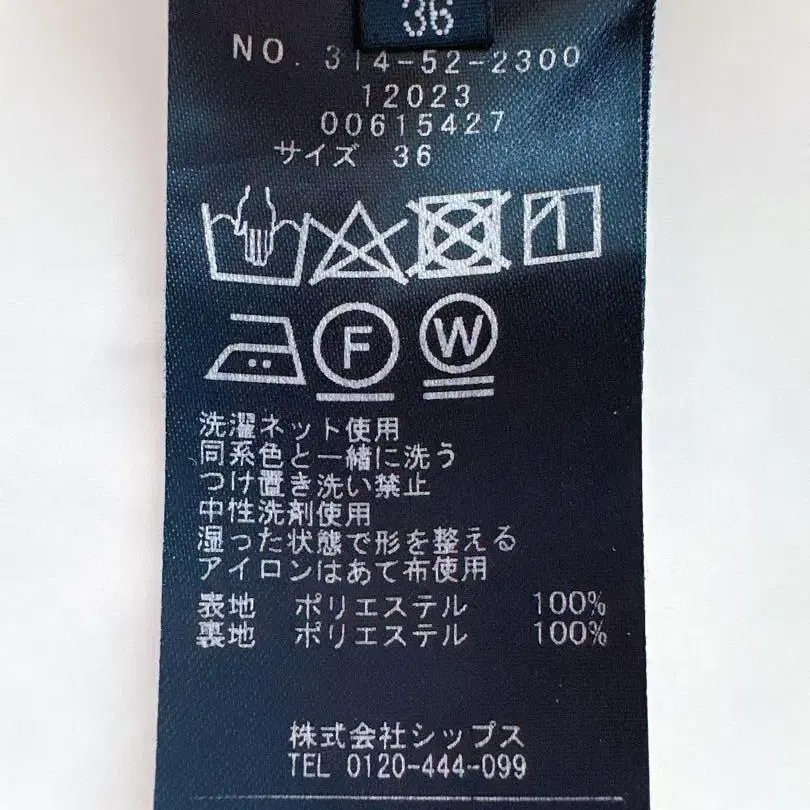 36
NO. 314-52-2300
12023
00615427
サイズ 36
F
W
洗濯ネット使用
同系色と一緒に洗う
つけ置き洗い禁止
中性洗剤使用
湿った状態で形を整える
アイロンはあて布使用
表地 ポリエステル 100%
裏地 ポリエステル 100%
株式会社シップス
TEL 0120-444-099